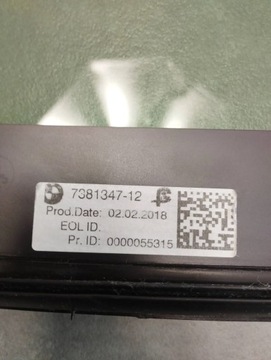 7381347-12
Prod.Date: 02.02.2018
EOL ID.
Pr. ID: 0000055315